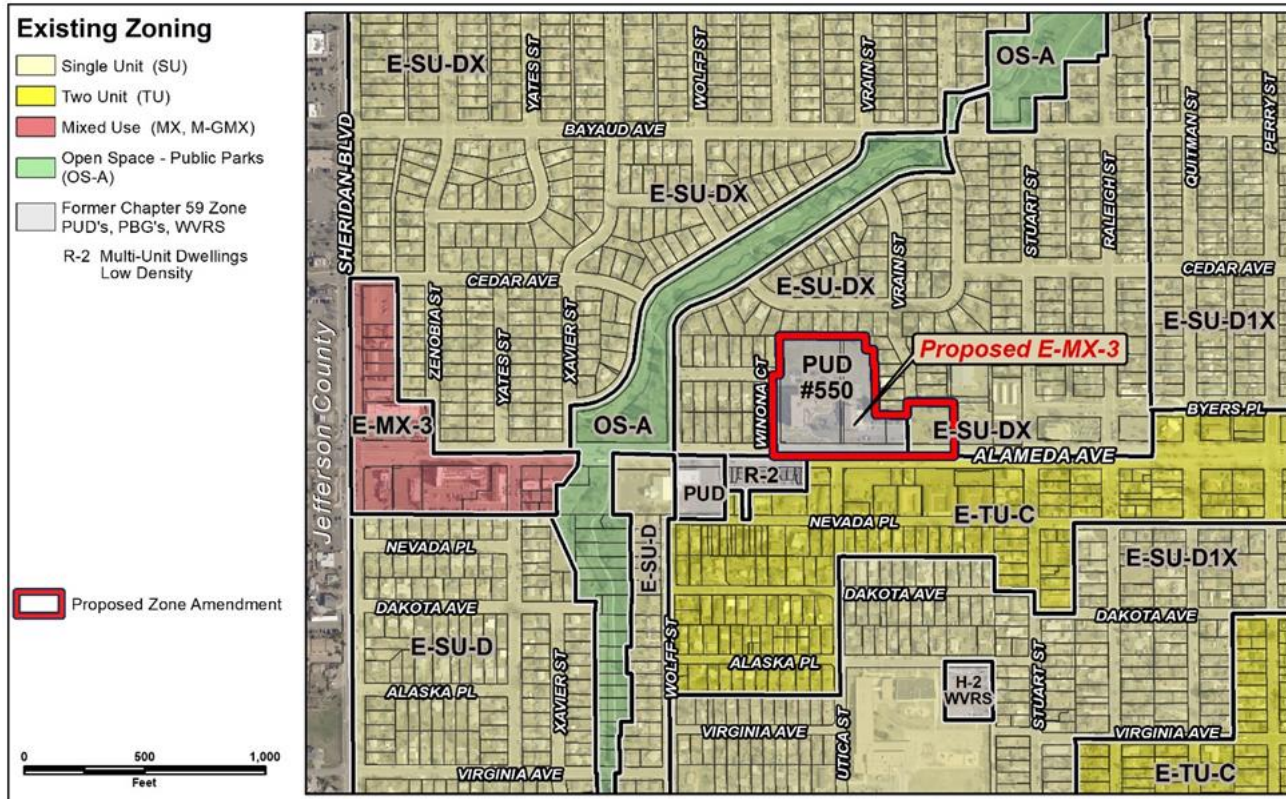 Existing Zoning
Single Unit (SU)
Two Unit (TU)
Mixed Use (MX, M-GMX)
Open Space - Public Parks
(OS-A)
Former Chapter 59 Zone
PUD's, PBG's, WVRS
R-2 Multi-Unit Dwellings
Low Density
Proposed Zone Amendment
0 500 1,000
Feet
OS-A
E-SU-DX
YATES ST
WOLFF ST
VRAIN ST
QUITMAN ST
PERRY ST
BAYAUD AVE
SHERIDAN BLVD
E-SU-DX
STUART ST
RALEIGH ST
CEDAR AVE
E-SU-DX
VRAIN ST
CEDAR AVE
ZENOBIA ST
YATES ST
XAVIER ST
E-SU-D1X
Proposed E-MX-3
PUD
#550
WINONA CT
Jefferson County
E-MX-3
OS-A
E-SU-DX
BYERS PL
ALAMEDA AVE
R-2
PUD
NEVADA PL
E-TU-C
NEVADA PL
E-SU-D
E-SU-D1X
DAKOTA AVE
DAKOTA AVE
DAKOTA AVE
E-SU-D
WOLFF ST
ALASKA PL
H-2
WVRS
STUART ST
ALASKA PL
XAVIER ST
VIRGINIA AVE
UTICA ST
VIRGINIA AVE
VIRGINIA AVE
E-TU-C